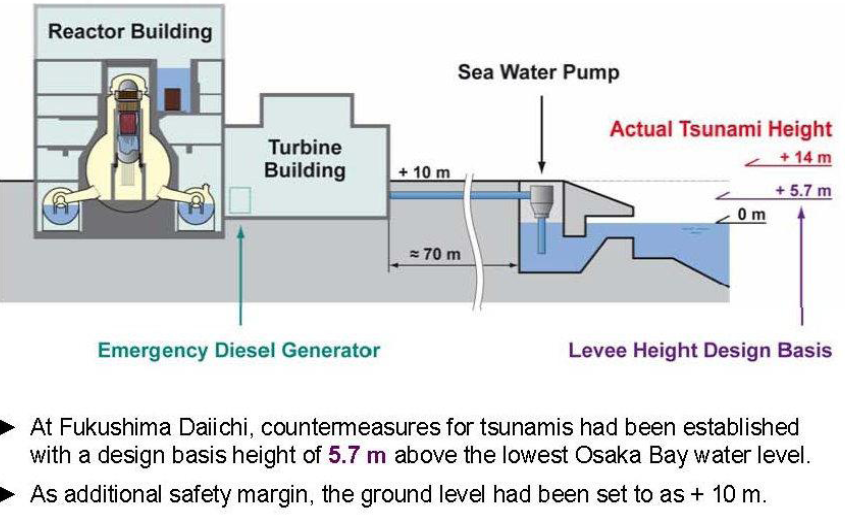 Reactor Building
Sea Water Pump
Actual Tsunami Height
+ 14 m
Turbine
Building
+ 10 m
+ 5.7 m
0 m
≈ 70 m
Emergency Diesel Generator
Levee Height Design Basis
► At Fukushima Daiichi, countermeasures for tsunamis had been established
with a design basis height of 5.7 m above the lowest Osaka Bay water level.
► As additional safety margin, the ground level had been set to as + 10 m.